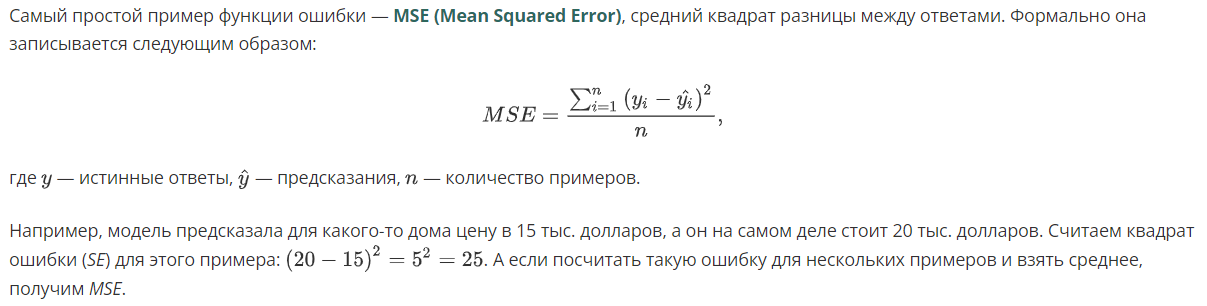 Самый простой пример функции ошибки — MSE (Mean Squared Error), средний квадрат разницы между ответами. Формально она
записывается следующим образом:
MSE = \frac{\sum_{i=1}^{n} (y_i - \hat{y_i})^2}{n},
где y — истинные ответы, ŷ — предсказания, n — количество примеров.
Например, модель предсказала для какого-то дома цену в 15 тыс. долларов, а он на самом деле стоит 20 тыс. долларов. Считаем квадрат
ошибки (SE) для этого примера: (20 − 15)² = 5² = 25. А если посчитать такую ошибку для нескольких примеров и взять среднее,
получим MSE.